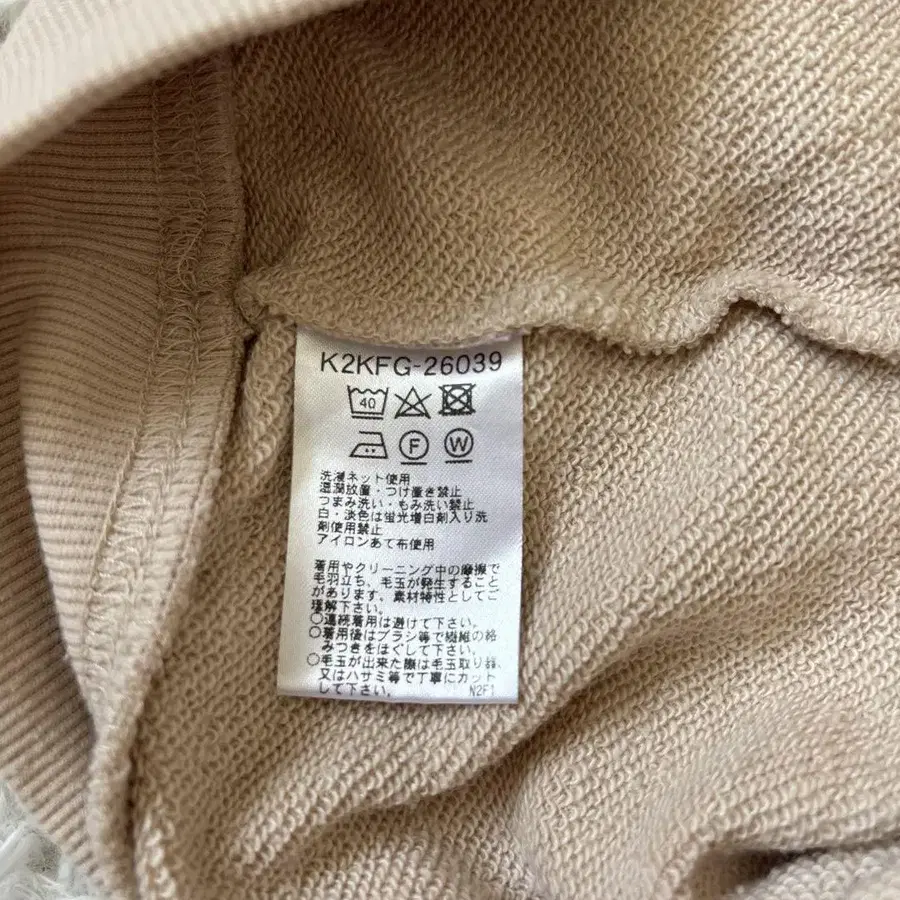 K2KFG-26039
40
F W
洗濯ネット使用
湿潤放置・つけ置き禁止
つまみ洗い・もみ洗い禁止
白・淡色は蛍光増白剤入り洗
剤使用禁止
アイロンあて布使用
着用やクリーニング中の摩擦で
毛羽立ち、毛玉が発生すること
があります。素材特性としてご
理解下さい。
○連続着用は避けて下さい。
○着用後はブラシ等で繊維の絡
みつきをほぐして下さい。
○毛玉が出来た際は毛玉取り器、
又はハサミ等で丁寧にカット
して下さい。 N2F1